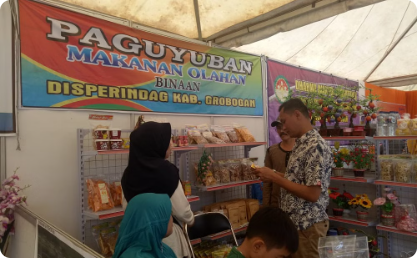 PAGUYUBAN
MAKANAN OLAHAN
BINAAN
DISPERINDAG KAB. GROBOGAN